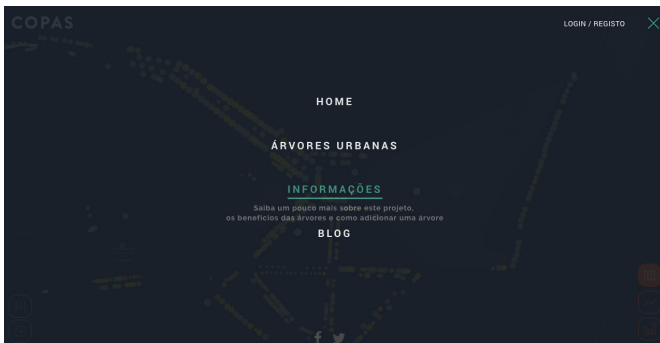 COPAS
LOGIN / REGISTO
HOME
ÁRVORES URBANAS
INFORMAÇÕES
Saiba um pouco mais sobre este projeto,
os benefícios das árvores e como adicionar uma árvore
BLOG